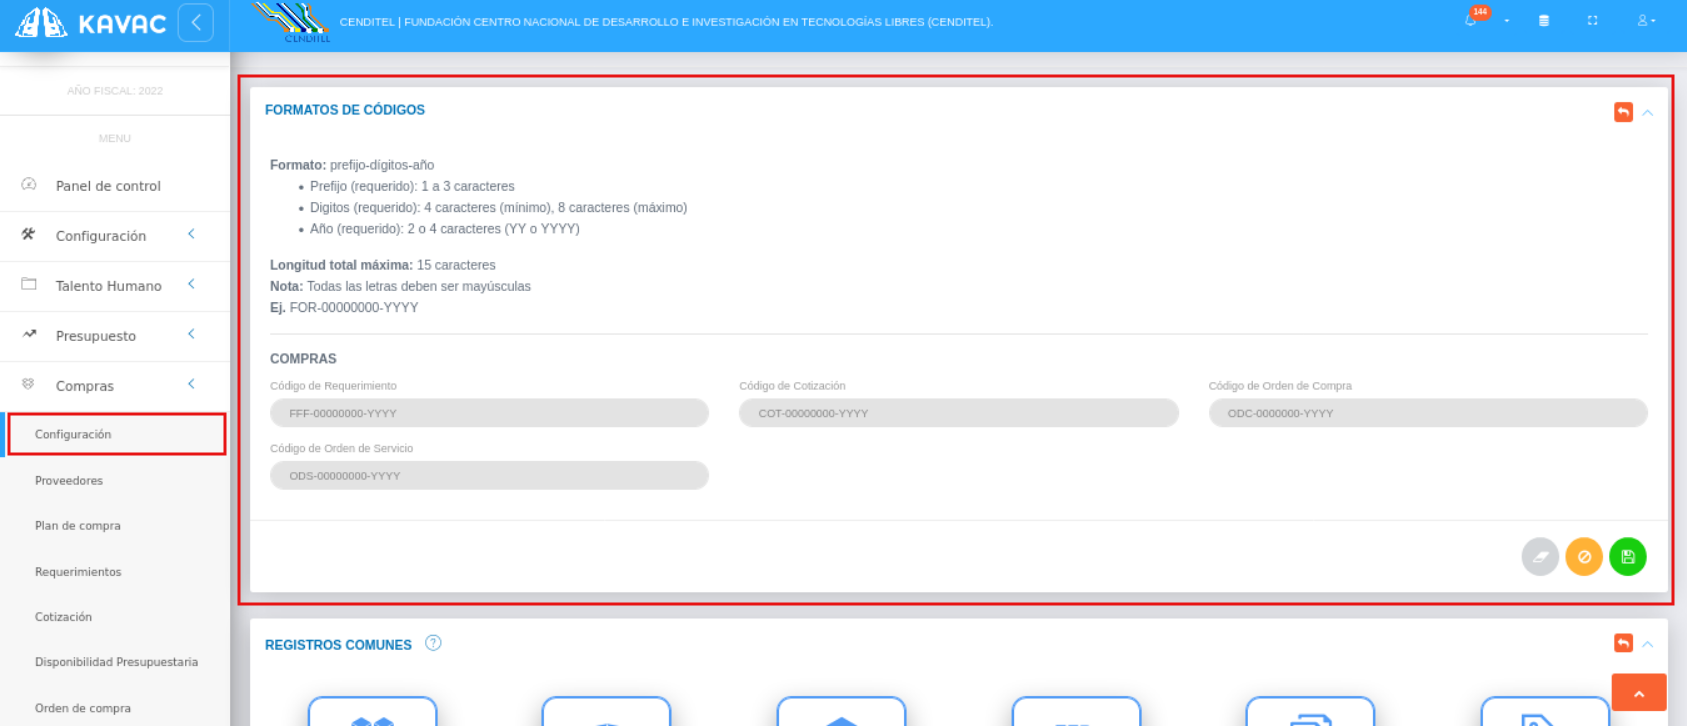 KAVAC
CENDITEL
CENDITEL | FUNDACIÓN CENTRO NACIONAL DE DESARROLLO E INVESTIGACIÓN EN TECNOLOGÍAS LIBRES (CENDITEL).
144
AÑO FISCAL: 2022
MENU
Panel de control
Configuración
Talento Humano
Presupuesto
Compras
Configuración
Proveedores
Plan de compra
Requerimientos
Cotización
Disponibilidad Presupuestaria
Orden de compra
FORMATOS DE CÓDIGOS
Formato: prefijo-dígitos-año
• Prefijo (requerido): 1 a 3 caracteres
• Digitos (requerido): 4 caracteres (mínimo), 8 caracteres (máximo)
• Año (requerido): 2 o 4 caracteres (YY o YYYY)
Longitud total máxima: 15 caracteres
Nota: Todas las letras deben ser mayúsculas
Ej. FOR-00000000-YYYY
COMPRAS
Código de Requerimiento
FFF-00000000-YYYY
Código de Cotización
COT-00000000-YYYY
Código de Orden de Compra
ODC-0000000-YYYY
Código de Orden de Servicio
ODS-00000000-YYYY
REGISTROS COMUNES ?